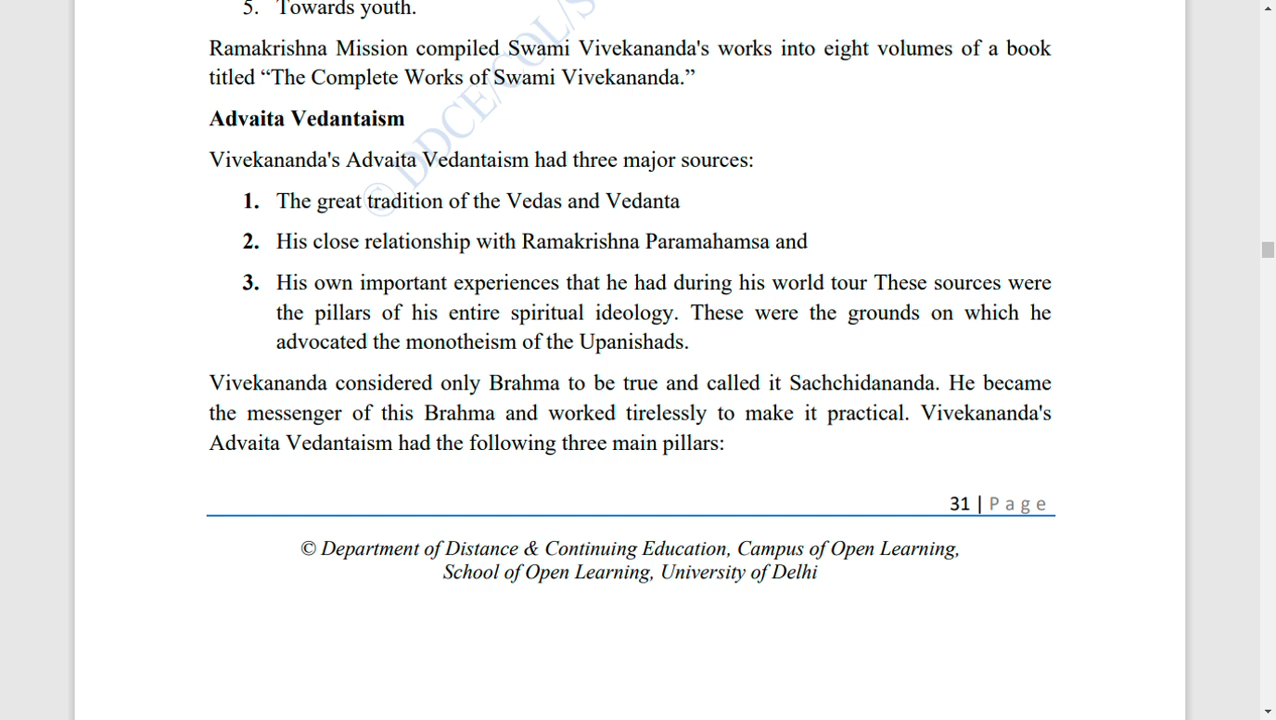 5. Towards youth.
Ramakrishna Mission compiled Swami Vivekananda's works into eight volumes of a book
titled “The Complete Works of Swami Vivekananda.”
Advaita Vedantaism
Vivekananda's Advaita Vedantaism had three major sources:
1. The great tradition of the Vedas and Vedanta
2. His close relationship with Ramakrishna Paramahamsa and
3. His own important experiences that he had during his world tour These sources were
the pillars of his entire spiritual ideology. These were the grounds on which he
advocated the monotheism of the Upanishads.
Vivekananda considered only Brahma to be true and called it Sachchidananda. He became
the messenger of this Brahma and worked tirelessly to make it practical. Vivekananda's
Advaita Vedantaism had the following three main pillars:
31 | P a g e
© Department of Distance & Continuing Education, Campus of Open Learning,
School of Open Learning, University of Delhi
© DDCE/COL/S